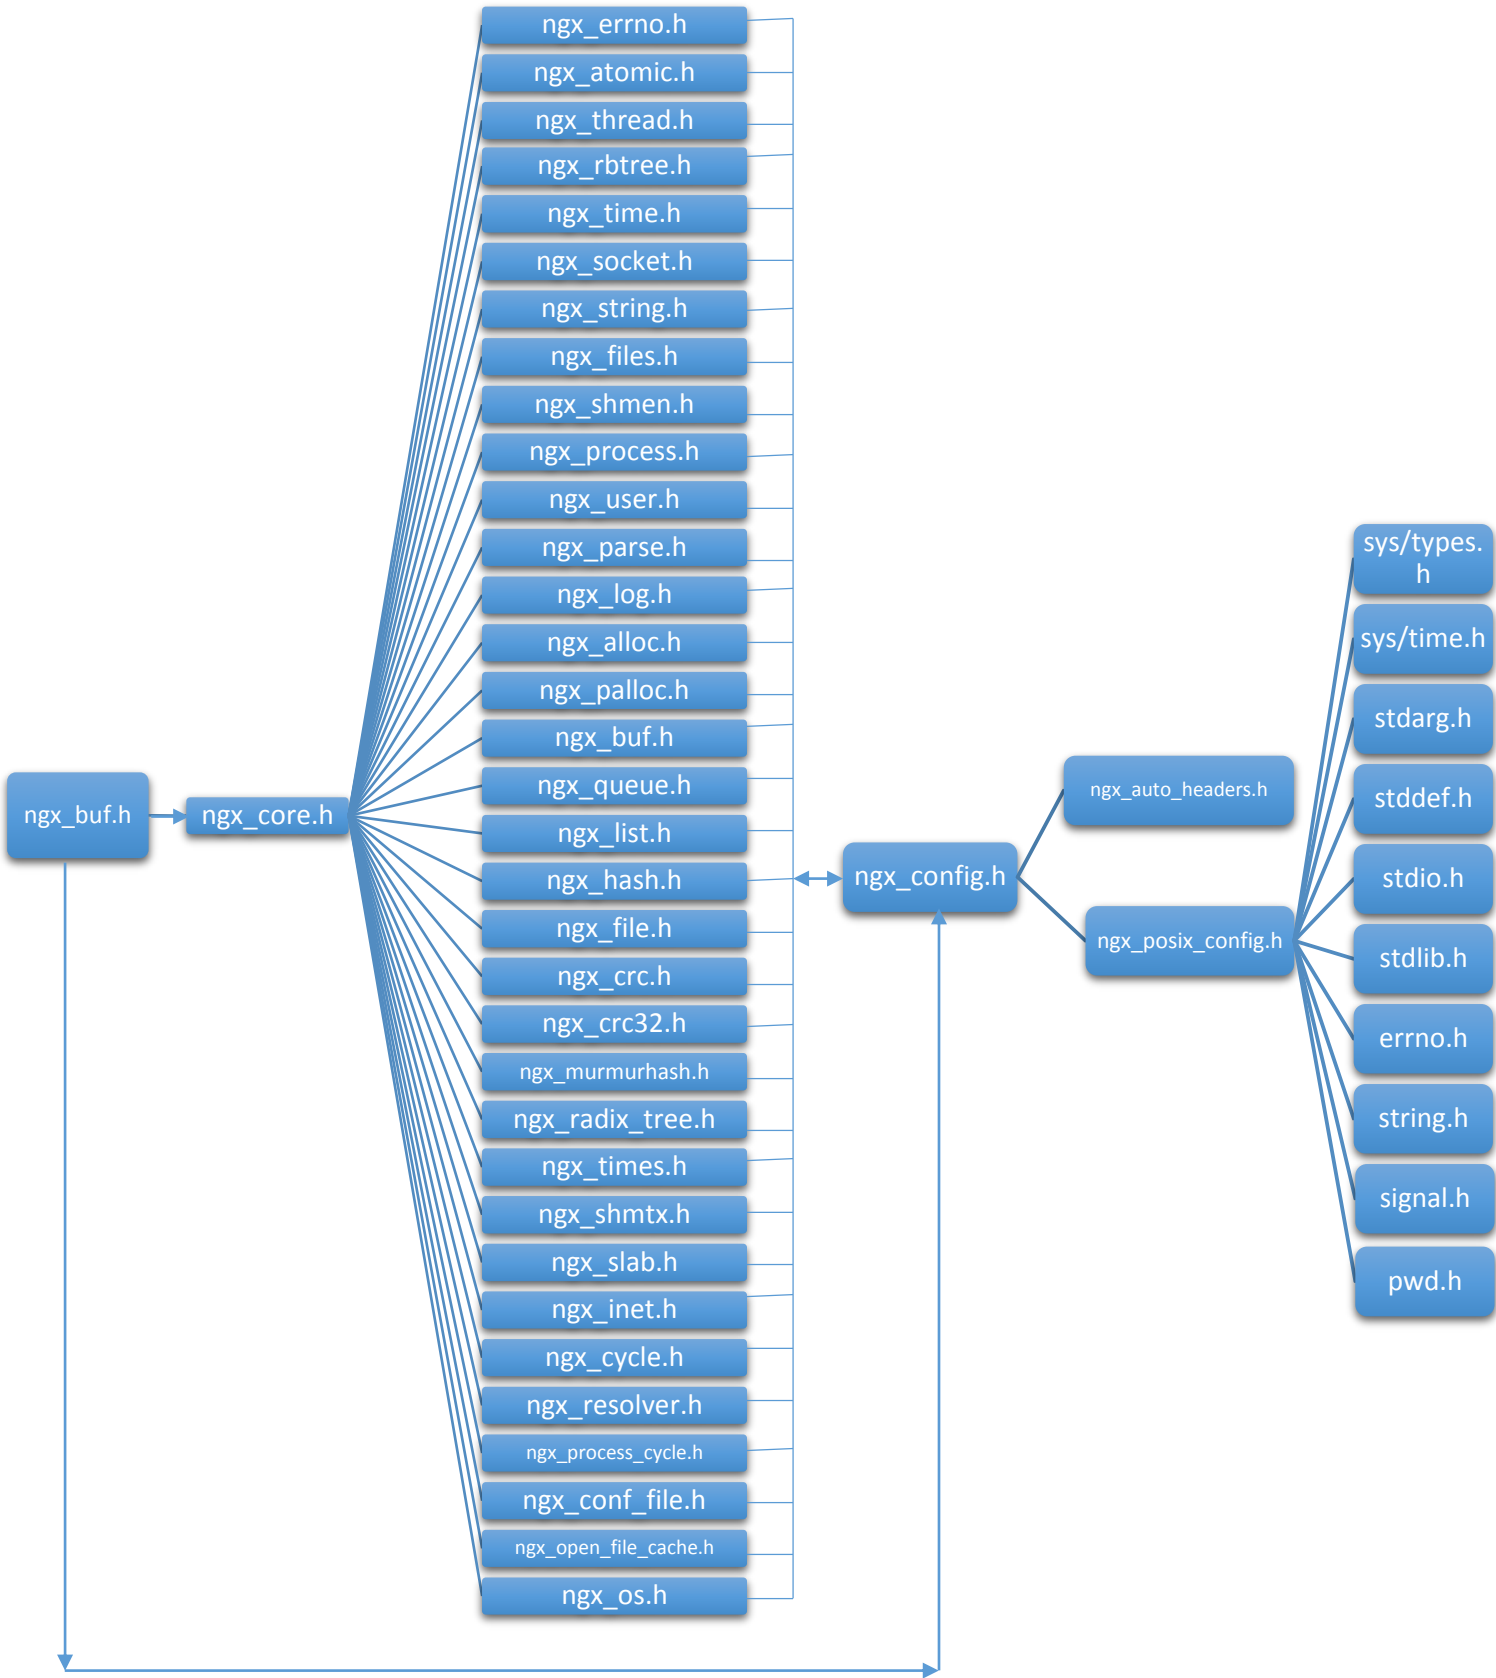 ngx_buf.h
ngx_core.h
ngx_errno.h
ngx_atomic.h
ngx_thread.h
ngx_rbtree.h
ngx_time.h
ngx_socket.h
ngx_string.h
ngx_files.h
ngx_shmen.h
ngx_process.h
ngx_user.h
ngx_parse.h
ngx_log.h
ngx_alloc.h
ngx_palloc.h
ngx_buf.h
ngx_queue.h
ngx_list.h
ngx_hash.h
ngx_file.h
ngx_crc.h
ngx_crc32.h
ngx_murmurhash.h
ngx_radix_tree.h
ngx_times.h
ngx_shmtx.h
ngx_slab.h
ngx_inet.h
ngx_cycle.h
ngx_resolver.h
ngx_process_cycle.h
ngx_conf_file.h
ngx_open_file_cache.h
ngx_os.h
ngx_config.h
ngx_auto_headers.h
ngx_posix_config.h
sys/types.
h
sys/time.h
stdarg.h
stddef.h
stdio.h
stdlib.h
errno.h
string.h
signal.h
pwd.h